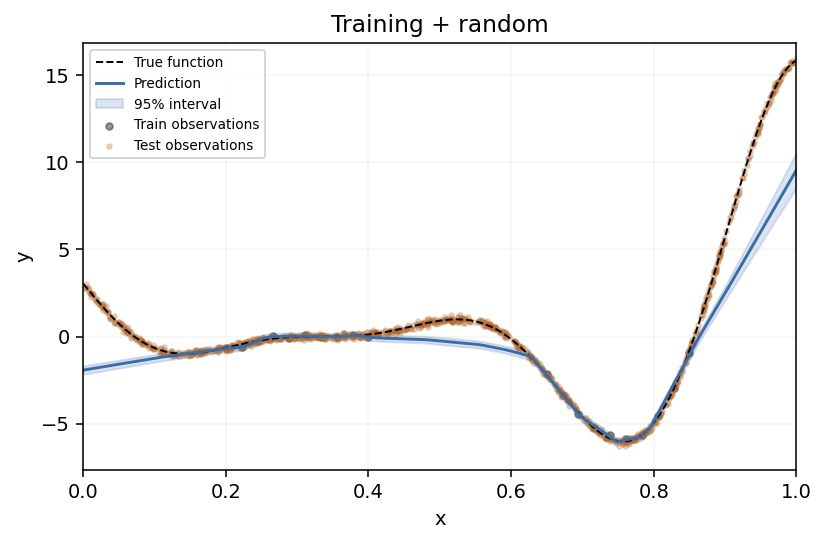 Training + random
True function
Prediction
95% interval
Train observations
Test observations
15
10
5
0
−5
y
0.0 0.2 0.4 0.6 0.8 1.0
x